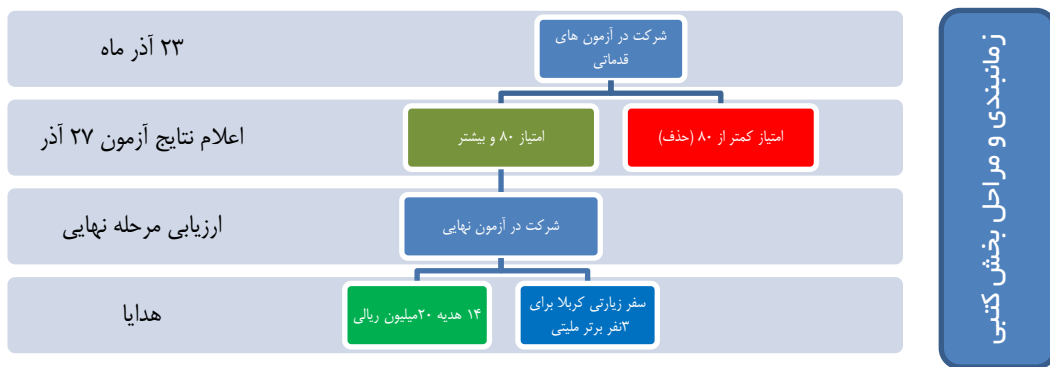 زمانبندی و مراحل بخش کتبی
شرکت در آزمون های
قدماتی
۲۳ آذر ماه
امتیاز کمتر از ۸۰ (حذف)
امتیاز ۸۰ و بیشتر
اعلام نتایج آزمون ۲۷ آذر
شرکت در آزمون نهایی
ارزیابی مرحله نهایی
سفر زیارتی کربلا برای
۳نفر برتر ملیتی
۱۴ هدیه ۲۰میلیون ریالی
هدایا